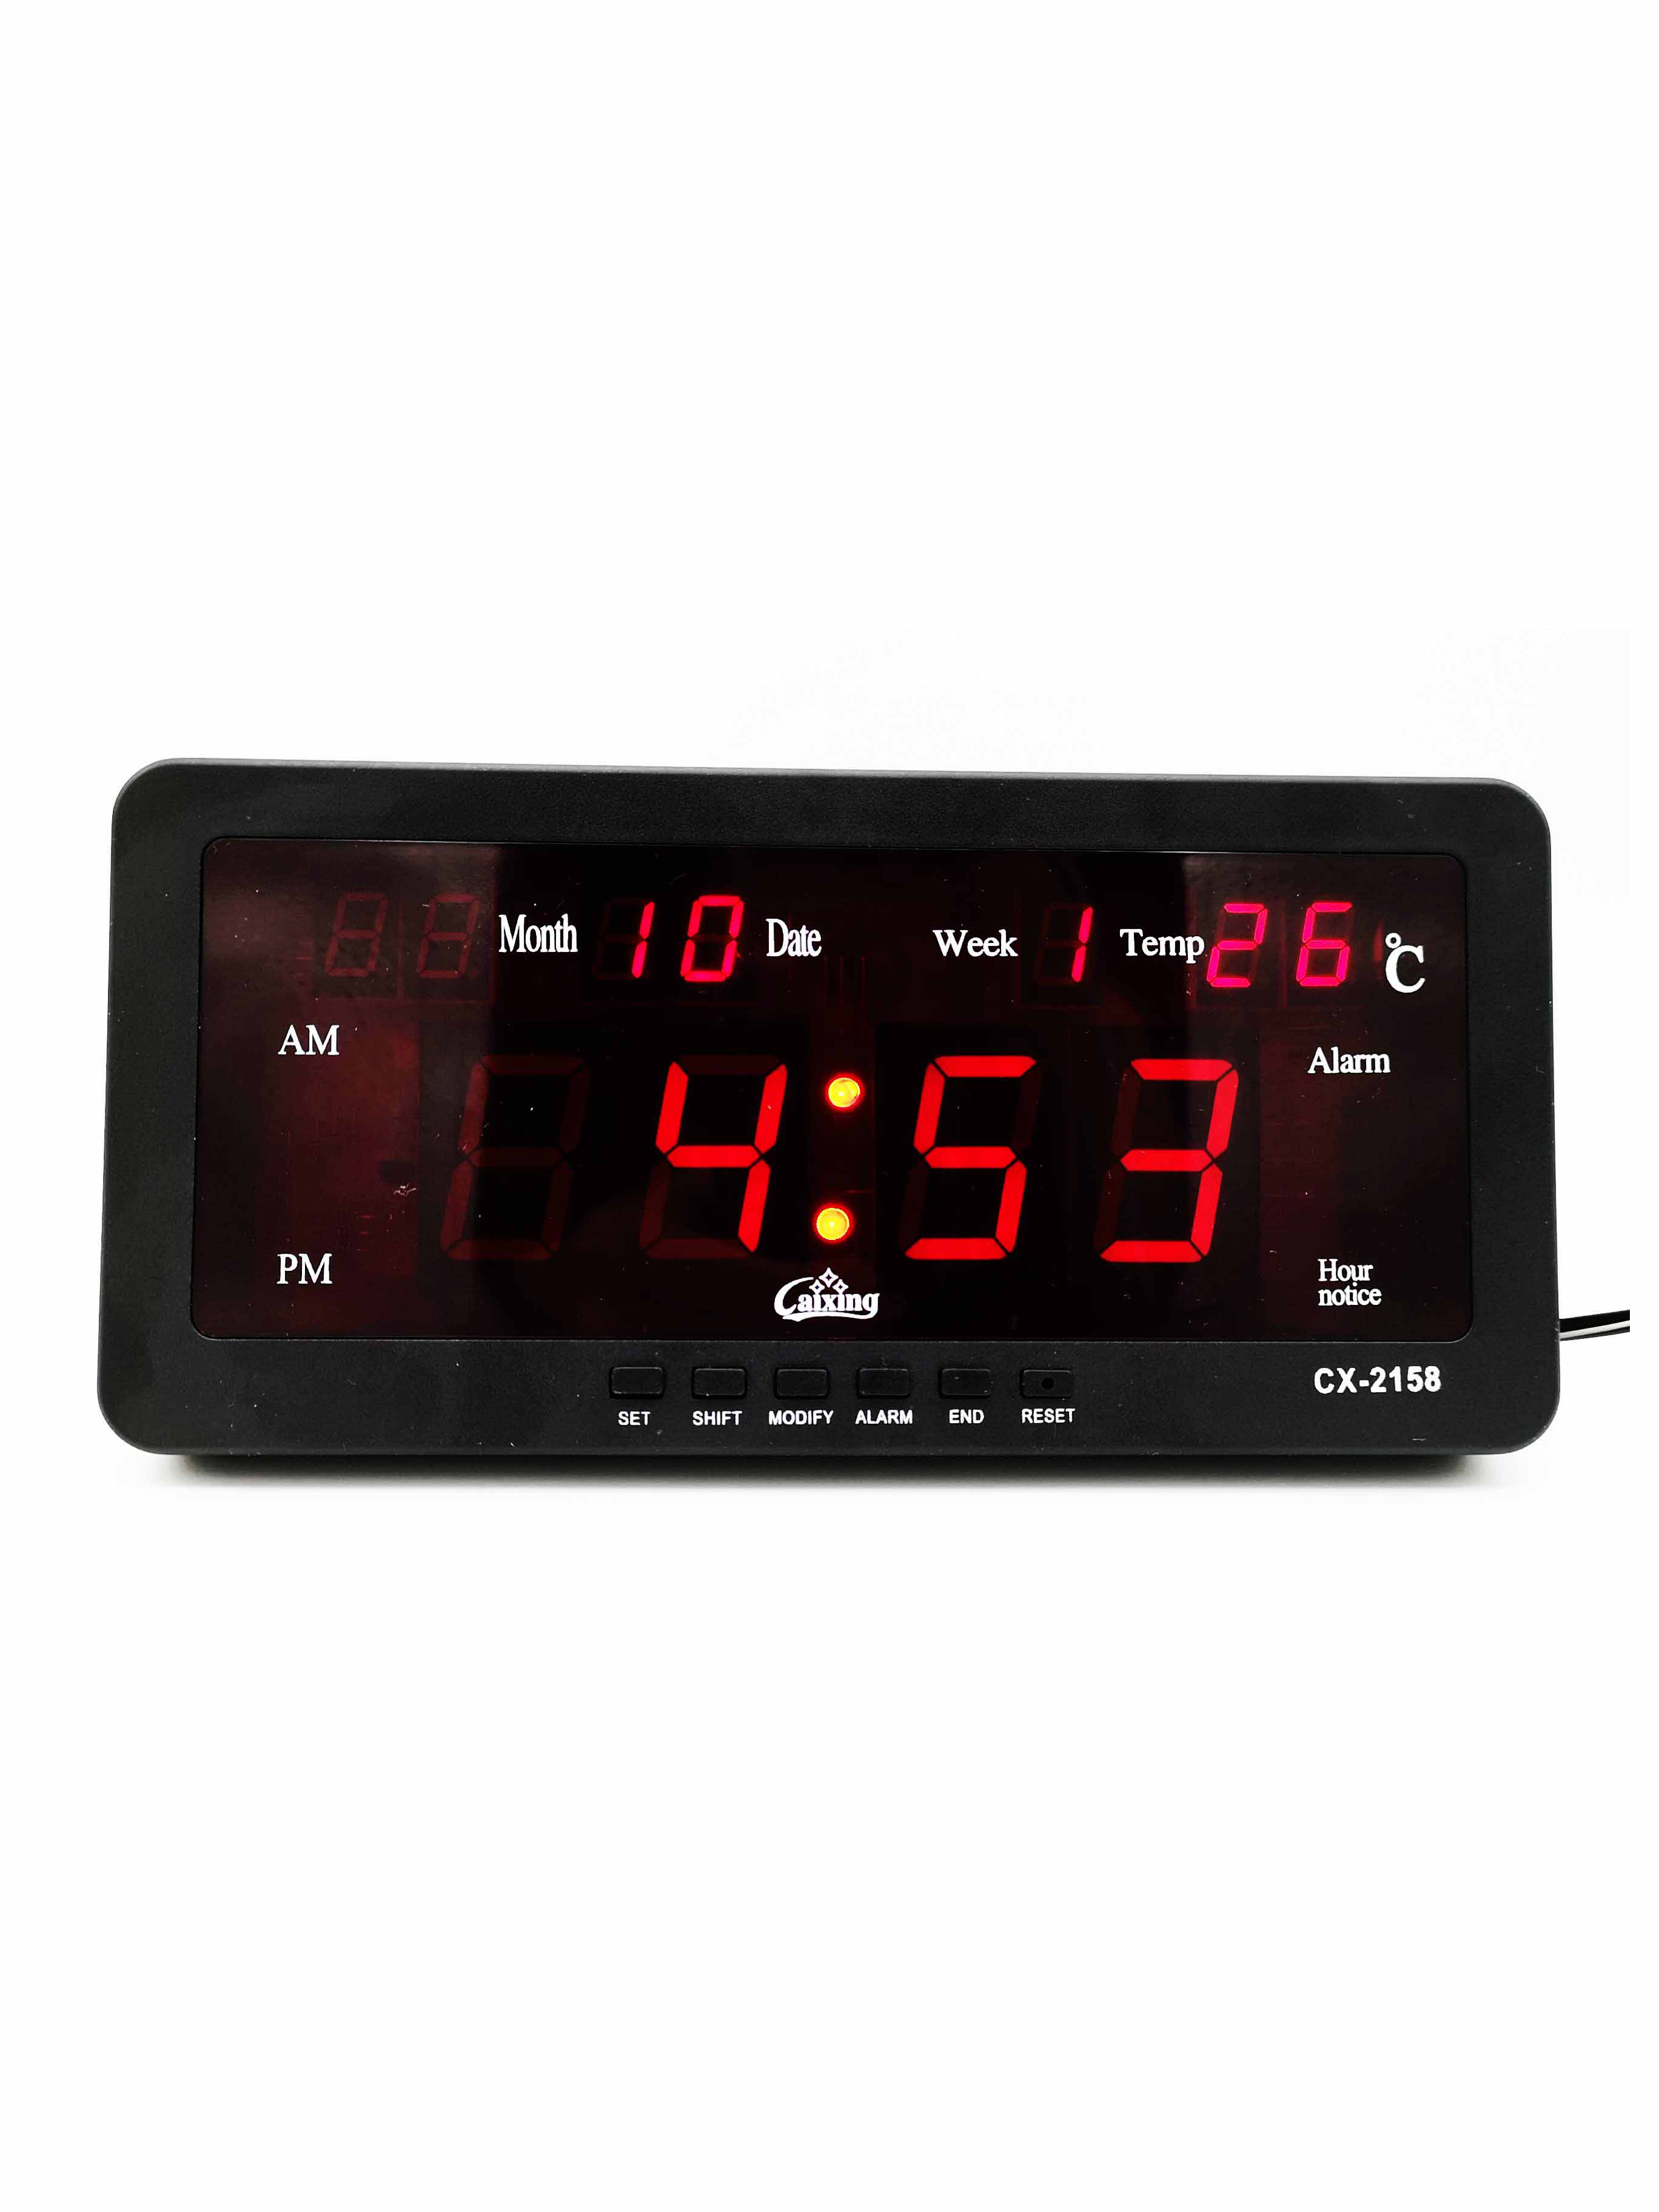 Month 10 Date Week 1 Temp 26 °C
AM
Alarm
4:53
PM
Hour
notice
Caixing
CX-2158
SET SHIFT MODIFY ALARM END RESET